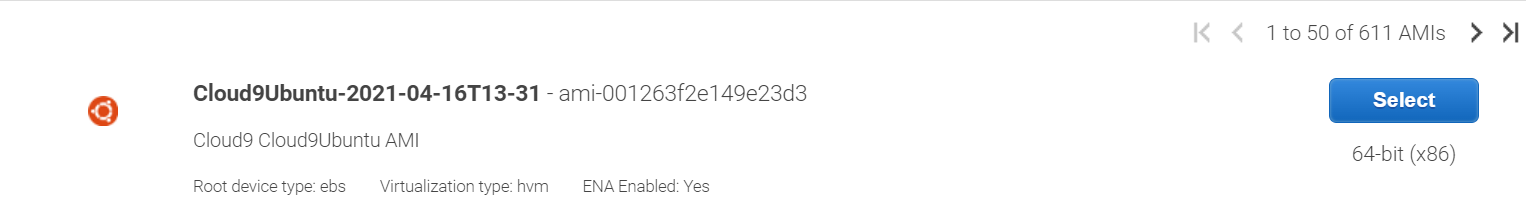 1 to 50 of 611 AMIs
Cloud9Ubuntu-2021-04-16T13-31 - ami-001263f2e149e23d3
Select
Cloud9 Cloud9Ubuntu AMI
64-bit (x86)
Root device type: ebs Virtualization type: hvm ENA Enabled: Yes